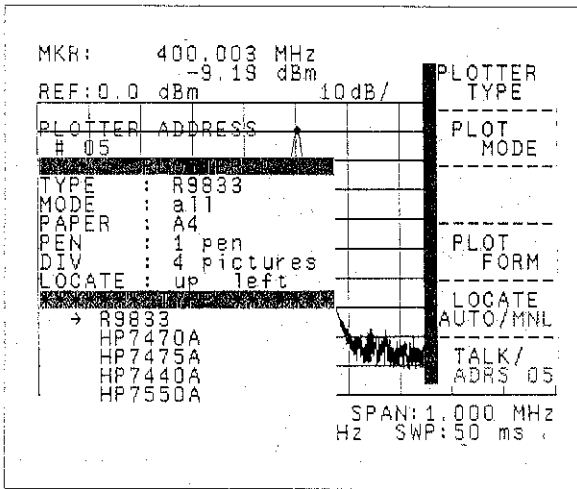 MKR: 400.003 MHz
-9.19 dBm
REF:0.0 dBm 10dB/
PLOTTER ADDRESS
# 05
TYPE : R9833
MODE : all
PAPER : A4
PEN : 1 pen
DIV : 4 pictures
LOCATE : up left
→ R9833
HP7470A
HP7475A
HP7440A
HP7550A
SPAN:1.000 MHz
Hz SWP:50 ms
PLOTTER
TYPE
PLOT
MODE
PLOT
FORM
LOCATE
AUTO/MNL
TALK/
ADRS 05